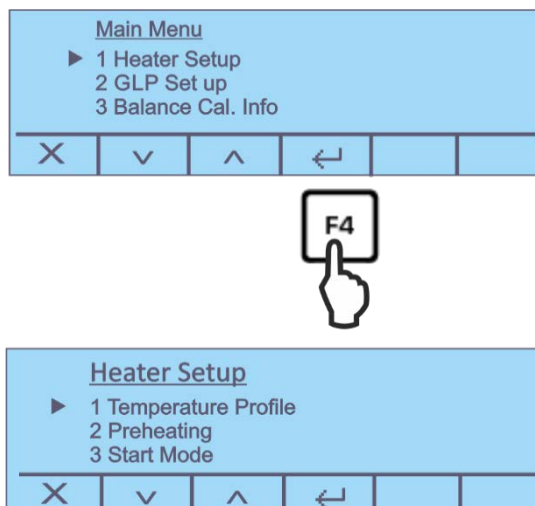 Main Menu
1 Heater Setup
2 GLP Set up
3 Balance Cal. Info
F4
Heater Setup
1 Temperature Profile
2 Preheating
3 Start Mode